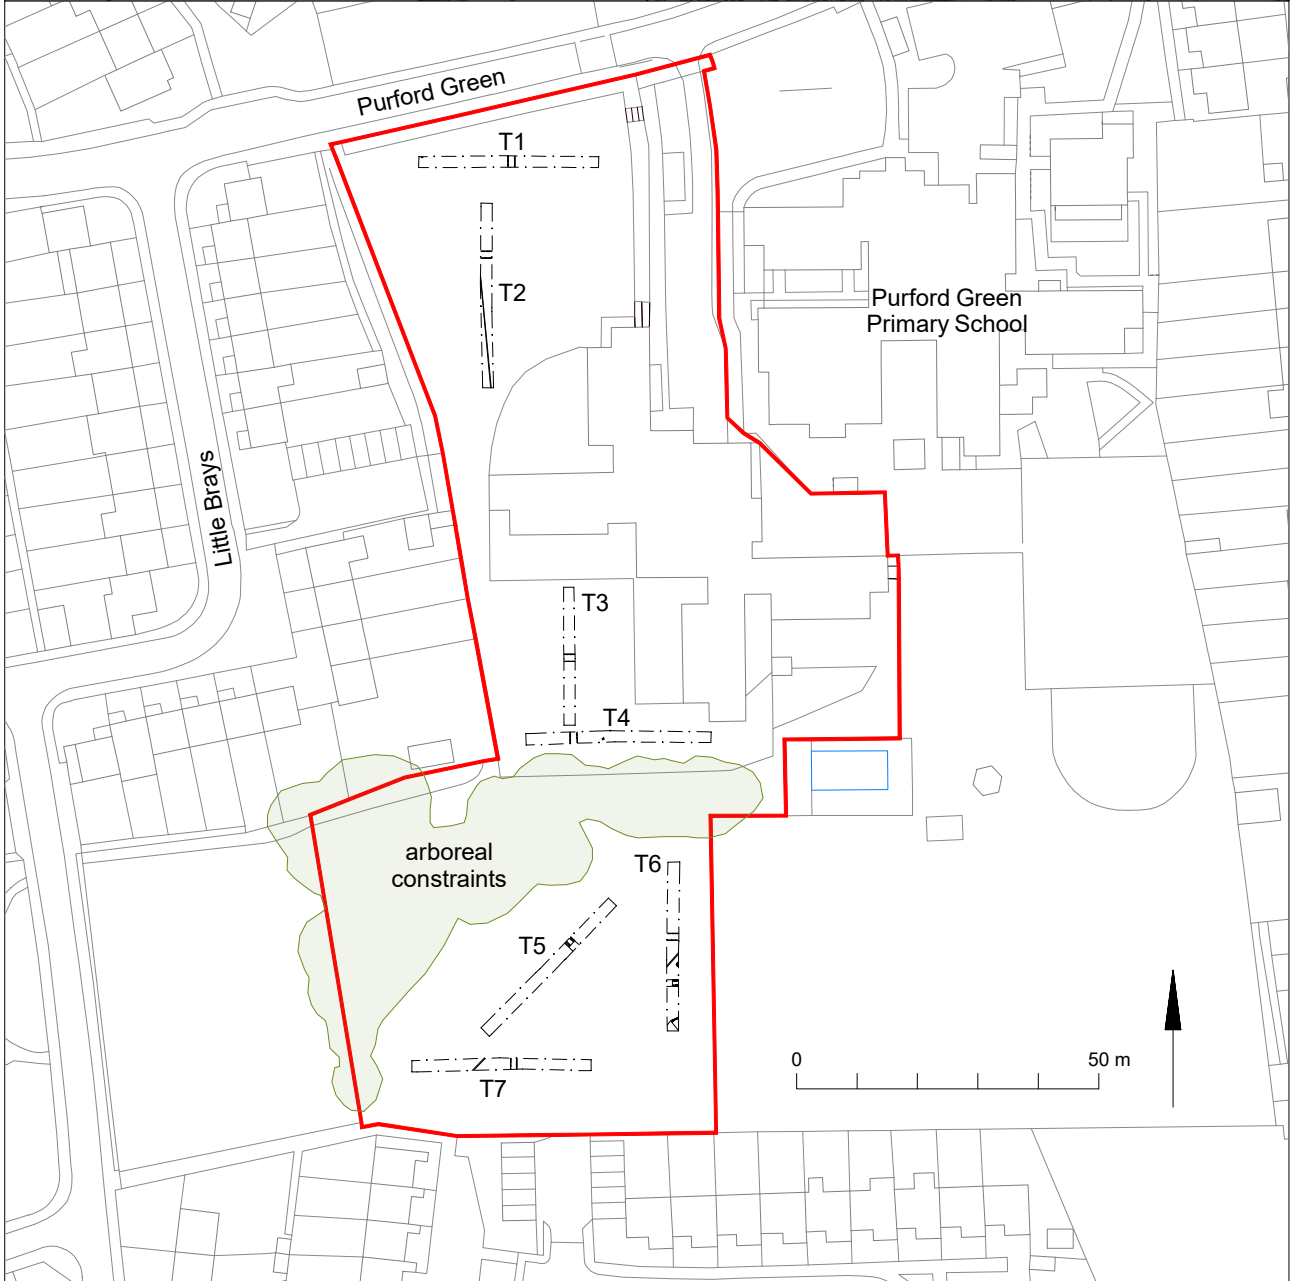 Purford Green
T1
T2
Purford Green
Primary School
Little Brays
T3
T4
arboreal
constraints
T6
T5
T7
0
50 m